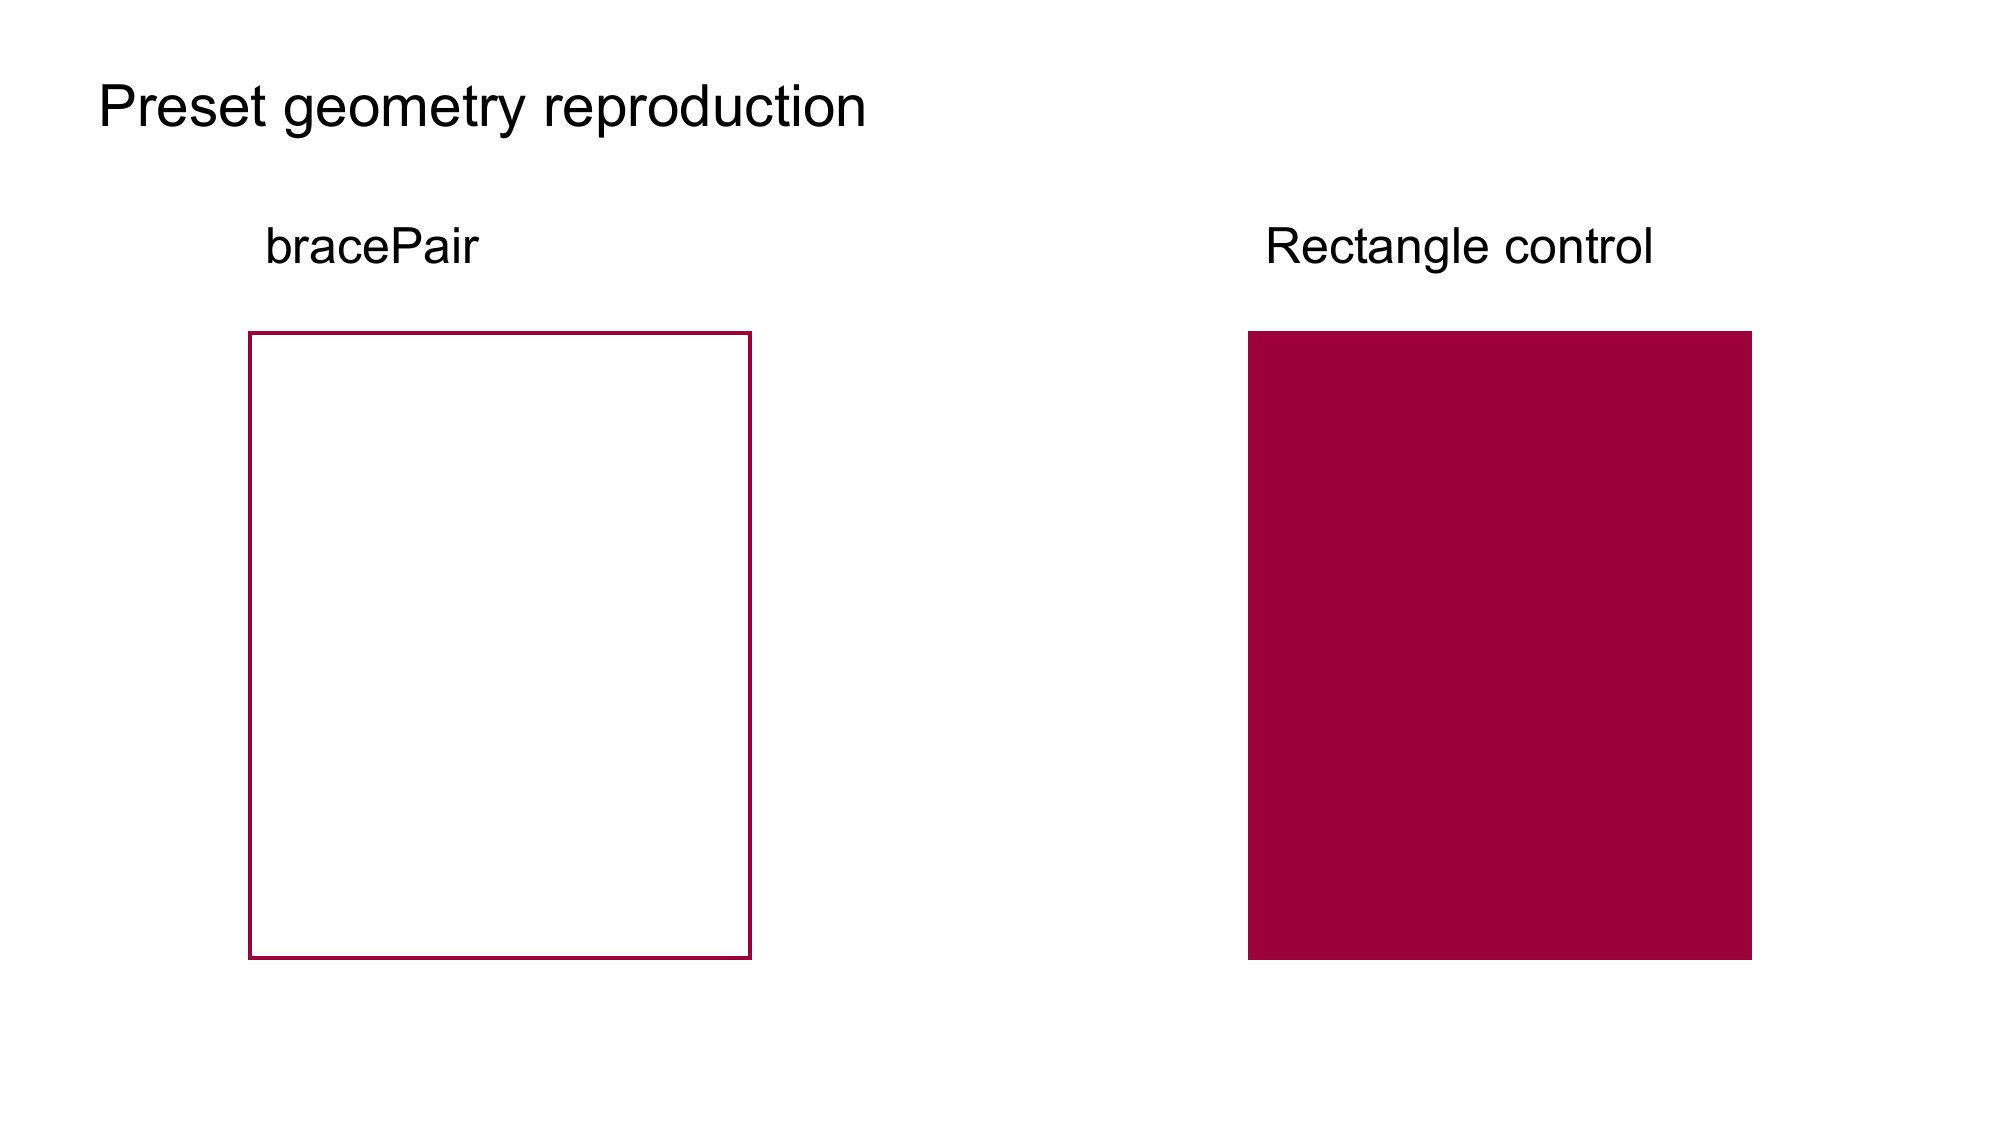 Preset geometry reproduction
bracePair
Rectangle control